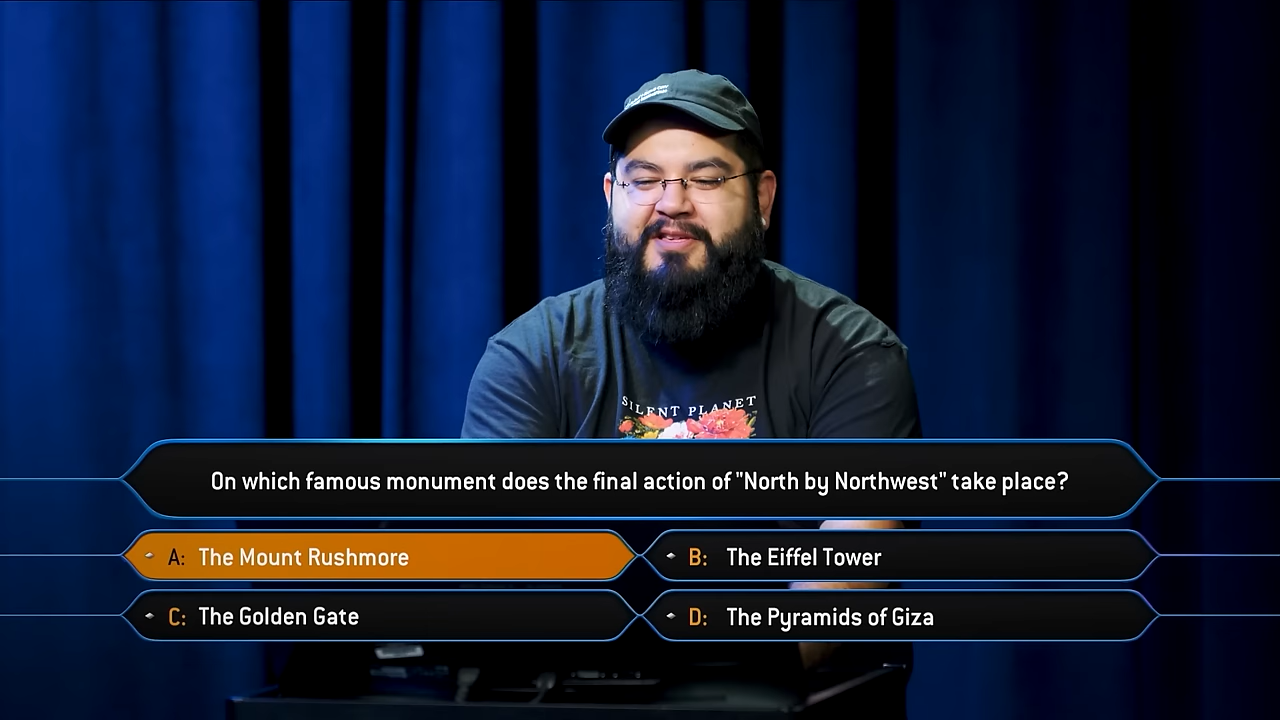 SILENT PLANET
On which famous monument does the final action of "North by Northwest" take place?
A: The Mount Rushmore
B: The Eiffel Tower
C: The Golden Gate
D: The Pyramids of Giza